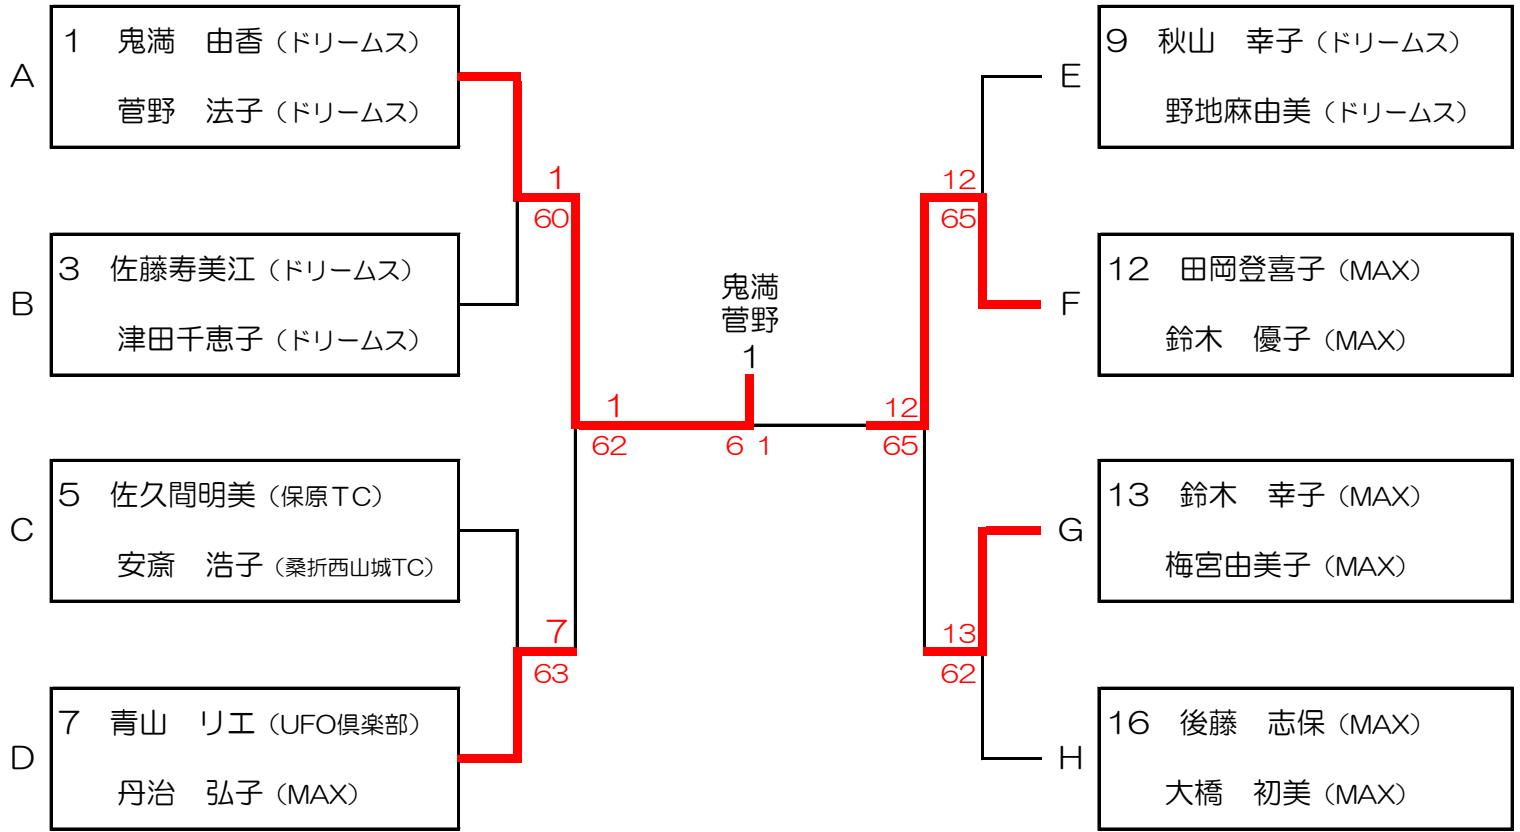 A
1 鬼満　由香（ドリームス）
菅野　法子（ドリームス）
B
3 佐藤寿美江（ドリームス）
津田千恵子（ドリームス）
C
5 佐久間明美（保原TC）
安斎　浩子（桑折西山城TC）
D
7 青山　リエ（UFO倶楽部）
丹治　弘子（MAX）
1
60
7
63
1
62
鬼満
菅野
1
6 1
12
65
12
65
13
62
E
9 秋山　幸子（ドリームス）
野地麻由美（ドリームス）
F
12 田岡登喜子（MAX）
鈴木　優子（MAX）
G
13 鈴木　幸子（MAX）
梅宮由美子（MAX）
H
16 後藤　志保（MAX）
大橋　初美（MAX）